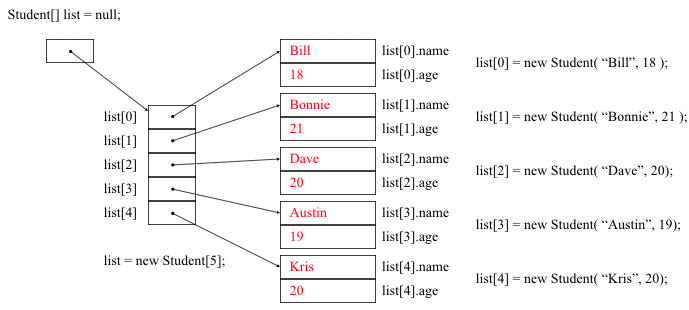 Student[] list = null;
Bill
list[0].name
18
list[0].age
list[0] = new Student( “Bill”, 18 );
list[0]
list[1]
list[2]
list[3]
list[4]
Bonnie
list[1].name
21
list[1].age
list[1] = new Student( “Bonnie”, 21 );
Dave
list[2].name
20
list[2].age
list[2] = new Student( “Dave”, 20);
Austin
list[3].name
19
list[3].age
list[3] = new Student( “Austin”, 19);
list = new Student[5];
Kris
list[4].name
20
list[4].age
list[4] = new Student( “Kris”, 20);